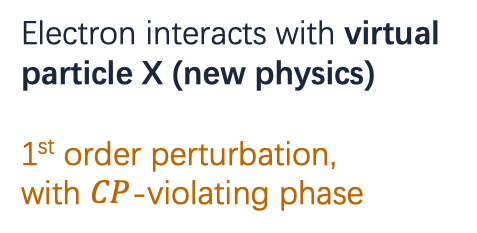 Electron interacts with virtual
particle X (new physics)
1st order perturbation,
with CP-violating phase